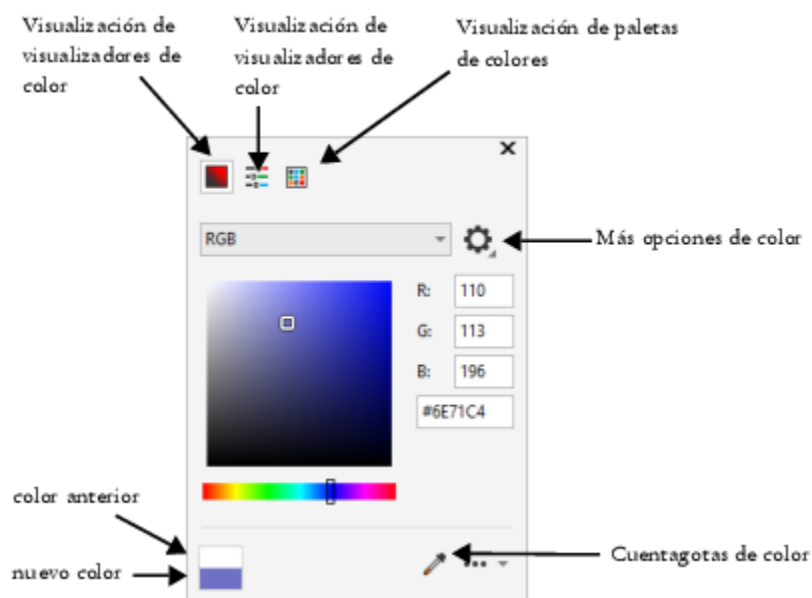 Visualización de
visualizadores de
color
Visualización de
visualizadores de
color
Visualización de paletas
de colores
RGB
Más opciones de color
R: 110
G: 113
B: 196
#6E71C4
color anterior
nuevo color
Cuentagotas de color